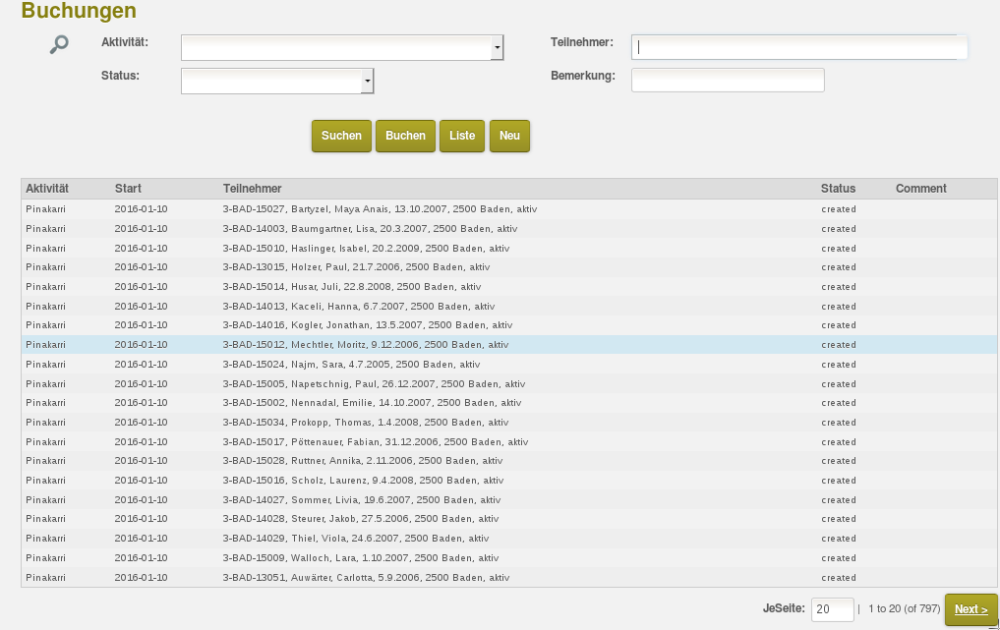 Buchungen
Aktivität: Teilnehmer:
Status: Bemerkung:
Suchen Buchen Liste Neu
Aktivität Start Teilnehmer Status Comment
Pinakarri 2016-01-10 3-BAD-15027, Bartyzel, Maya Anais, 13.10.2007, 2500 Baden, aktiv created
Pinakarri 2016-01-10 3-BAD-14003, Baumgartner, Lisa, 20.3.2007, 2500 Baden, aktiv created
Pinakarri 2016-01-10 3-BAD-15010, Haslinger, Isabel, 20.2.2009, 2500 Baden, aktiv created
Pinakarri 2016-01-10 3-BAD-13015, Holzer, Paul, 21.7.2006, 2500 Baden, aktiv created
Pinakarri 2016-01-10 3-BAD-15014, Husar, Juli, 22.8.2008, 2500 Baden, aktiv created
Pinakarri 2016-01-10 3-BAD-14013, Kaceli, Hanna, 6.7.2007, 2500 Baden, aktiv created
Pinakarri 2016-01-10 3-BAD-14016, Kogler, Jonathan, 13.5.2007, 2500 Baden, aktiv created
Pinakarri 2016-01-10 3-BAD-15012, Mechtler, Moritz, 9.12.2006, 2500 Baden, aktiv created
Pinakarri 2016-01-10 3-BAD-15024, Najm, Sara, 4.7.2005, 2500 Baden, aktiv created
Pinakarri 2016-01-10 3-BAD-15005, Napetschnig, Paul, 26.12.2007, 2500 Baden, aktiv created
Pinakarri 2016-01-10 3-BAD-15002, Nennadal, Emilie, 14.10.2007, 2500 Baden, aktiv created
Pinakarri 2016-01-10 3-BAD-15034, Prokopp, Thomas, 1.4.2008, 2500 Baden, aktiv created
Pinakarri 2016-01-10 3-BAD-15017, Pöttenauer, Fabian, 31.12.2006, 2500 Baden, aktiv created
Pinakarri 2016-01-10 3-BAD-15028, Ruttner, Annika, 2.11.2006, 2500 Baden, aktiv created
Pinakarri 2016-01-10 3-BAD-15016, Scholz, Laurenz, 9.4.2008, 2500 Baden, aktiv created
Pinakarri 2016-01-10 3-BAD-14027, Sommer, Livia, 19.6.2007, 2500 Baden, aktiv created
Pinakarri 2016-01-10 3-BAD-14028, Steurer, Jakob, 27.5.2006, 2500 Baden, aktiv created
Pinakarri 2016-01-10 3-BAD-14029, Thiel, Viola, 24.6.2007, 2500 Baden, aktiv created
Pinakarri 2016-01-10 3-BAD-15009, Walloch, Lara, 1.10.2007, 2500 Baden, aktiv created
Pinakarri 2016-01-10 3-BAD-13051, Auwärter, Carlotta, 5.9.2006, 2500 Baden, aktiv created
JeSeite: 20 | 1 to 20 (of 797) Next >